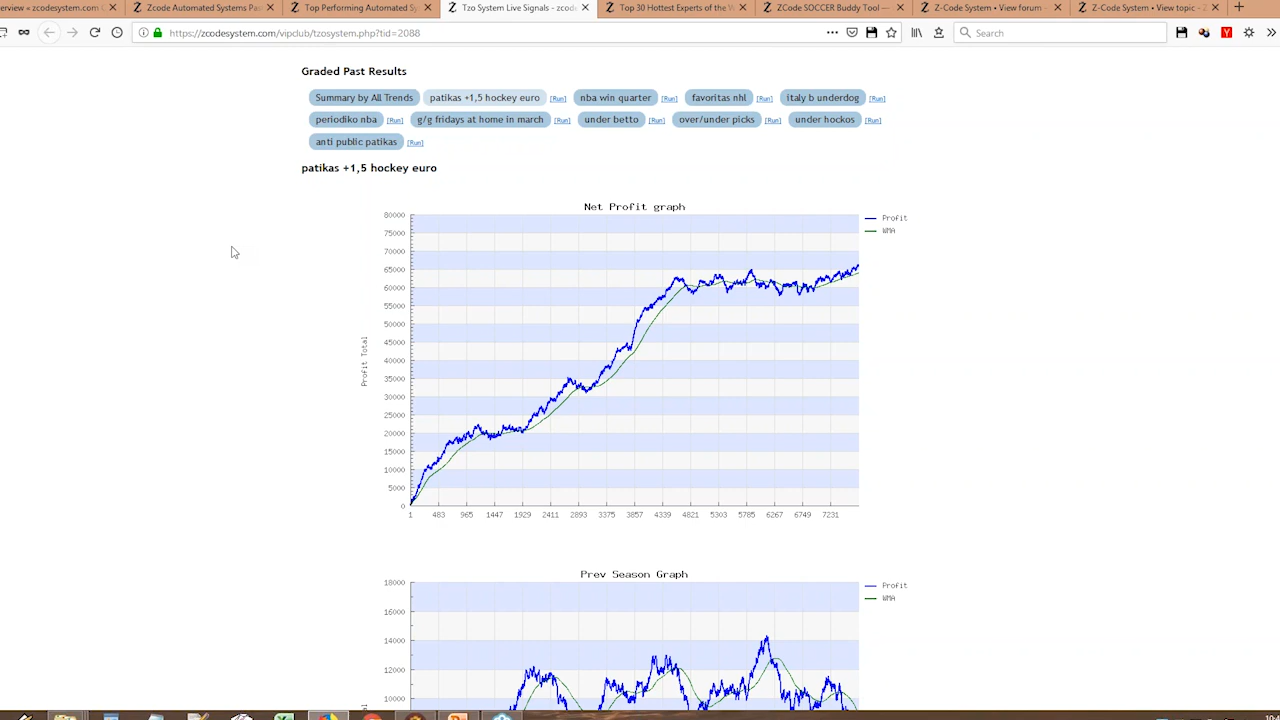 erview « zcodesystem.com C
Zcode Automated Systems Pas
Top Performing Automated Sy
Tzo System Live Signals - zcode
Top 30 Hottest Experts of the W
ZCode SOCCER Buddy Tool —
Z-Code System • View forum -
Z-Code System • View topic - Z
https://zcodesystem.com/vipclub/tzosystem.php?tid=2088
Search
Graded Past Results
Summary by All Trends patikas +1,5 hockey euro [Run] nba win quarter [Run] favoritas nhl [Run] italy b underdog [Run]
periodiko nba [Run] g/g fridays at home in march [Run] under betto [Run] over/under picks [Run] under hockos [Run]
anti public patikas [Run]
patikas +1,5 hockey euro
Net Profit graph
Profit
WMA
Profit Total
80000
75000
70000
65000
60000
55000
50000
45000
40000
35000
30000
25000
20000
15000
10000
5000
0
1 483 965 1447 1929 2411 2893 3375 3857 4339 4821 5303 5785 6267 6749 7231
Prev Season Graph
Profit
WMA
18000
16000
14000
12000
10000